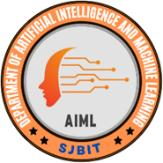 DEPARTMENT OF ARTIFICIAL INTELLIGENCE AND MACHINE LEARNING
AIML
SJBIT